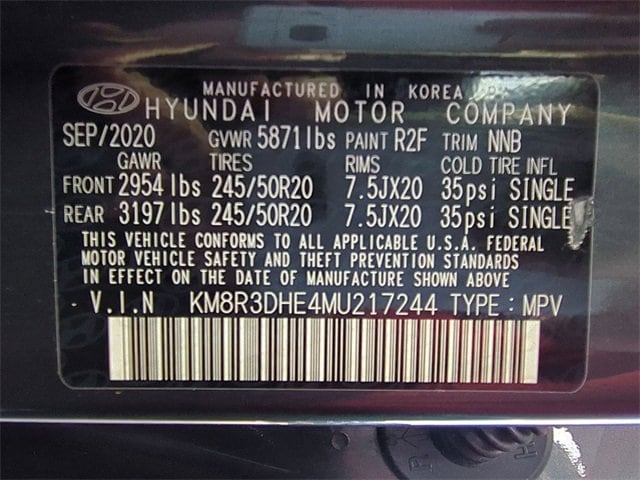 MANUFACTURED IN KOREA BY
HYUNDAI MOTOR COMPANY
SEP/2020 GVWR 5871lbs PAINT R2F TRIM NNB
GAWR TIRES RIMS COLD TIRE INFL
FRONT 2954 lbs 245/50R20 7.5JX20 35psi SINGLE
REAR 3197 lbs 245/50R20 7.5JX20 35psi SINGLE
THIS VEHICLE CONFORMS TO ALL APPLICABLE U.S.A. FEDERAL
MOTOR VEHICLE SAFETY & THEFT PREVENTION STANDARDS
IN EFFECT ON THE DATE OF MANUFACTURE SHOWN ABOVE
V.I.N KM8R3DHE4MU217244 TYPE : MPV